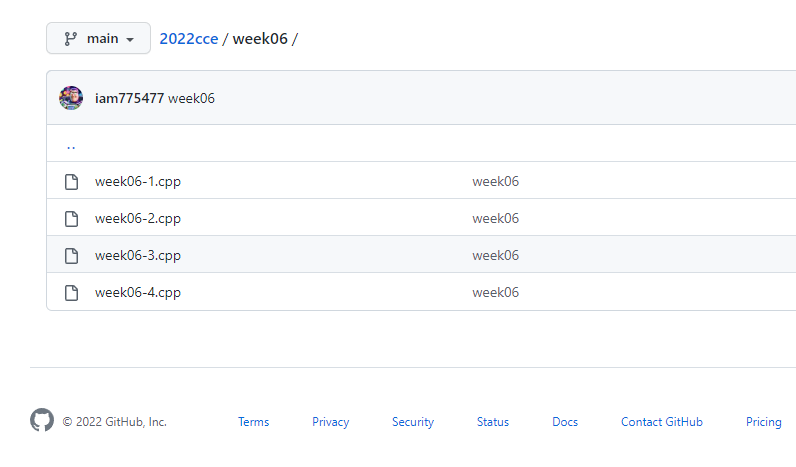 main 2022cce / week06 /
iam775477 week06
..
week06-1.cpp week06
week06-2.cpp week06
week06-3.cpp week06
week06-4.cpp week06
© 2022 GitHub, Inc. Terms Privacy Security Status Docs Contact GitHub Pricing